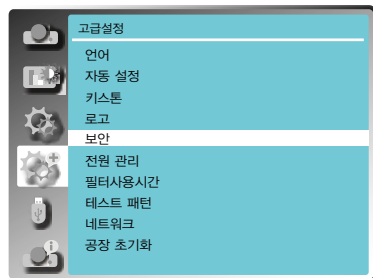 고급설정
언어
자동 설정
키스톤
로고
보안
전원 관리
필터사용시간
테스트 패턴
네트워크
공장 초기화